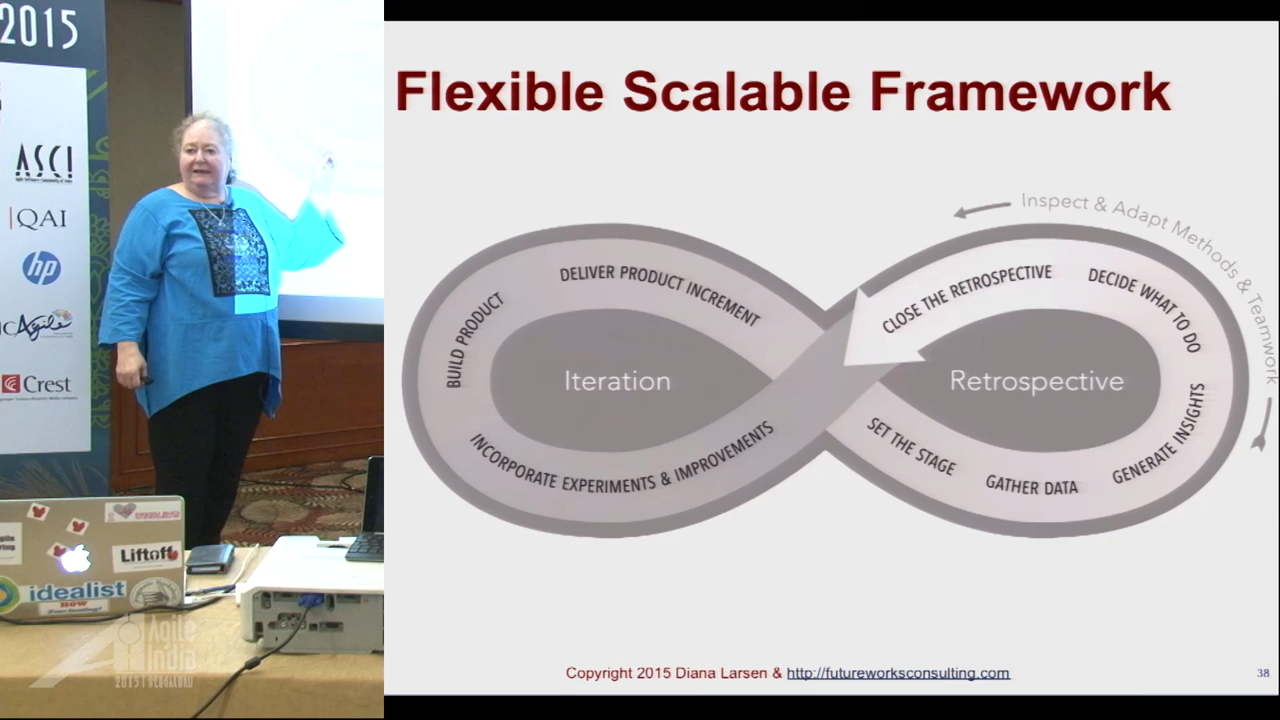 2015
ASCI
QAI
hp
Agile
Crest
Liftoff
idealist
Agile
India
2015 | BENGALURU
Flexible Scalable Framework
Inspect & Adapt Methods & Teamwork
DELIVER PRODUCT INCREMENT
BUILD PRODUCT
Iteration
INCORPORATE EXPERIMENTS & IMPROVEMENTS
CLOSE THE RETROSPECTIVE
DECIDE WHAT TO DO
Retrospective
SET THE STAGE
GATHER DATA
GENERATE INSIGHTS
Copyright 2015 Diana Larsen & http://futureworksconsulting.com
38